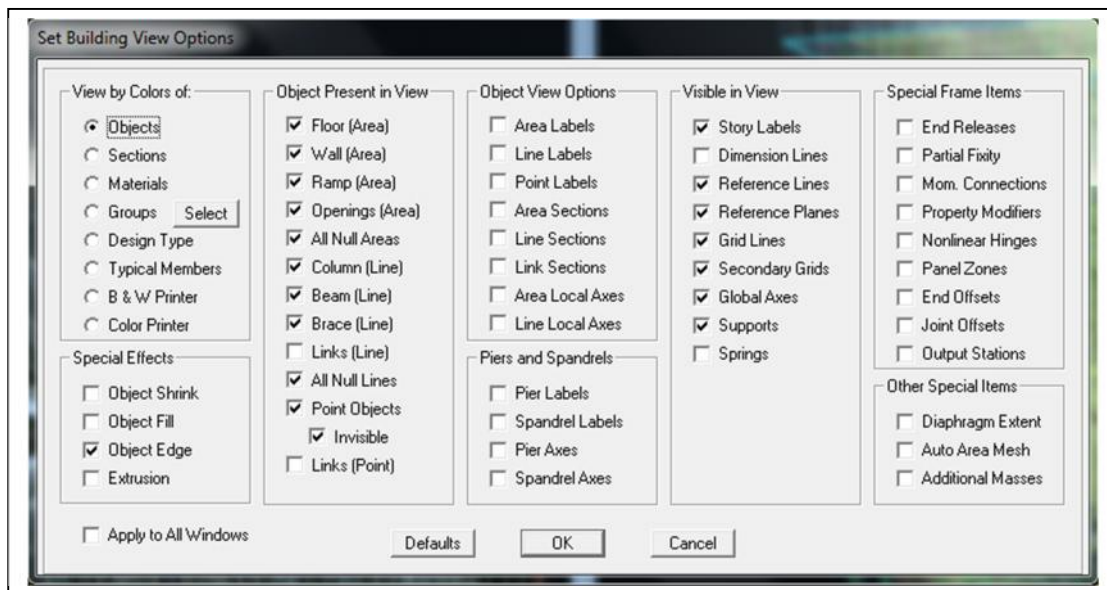 Set Building View Options
View by Colors of:
Objects
Sections
Materials
Groups
Select
Design Type
Typical Members
B & W Printer
Color Printer
Special Effects
Object Shrink
Object Fill
Object Edge
Extrusion
Object Present in View
Floor (Area)
Wall (Area)
Ramp (Area)
Openings (Area)
All Null Areas
Column (Line)
Beam (Line)
Brace (Line)
Links (Line)
All Null Lines
Point Objects
Invisible
Links (Point)
Object View Options
Area Labels
Line Labels
Point Labels
Area Sections
Line Sections
Link Sections
Area Local Axes
Line Local Axes
Piers and Spandrels
Pier Labels
Spandrel Labels
Pier Axes
Spandrel Axes
Visible in View
Story Labels
Dimension Lines
Reference Lines
Reference Planes
Grid Lines
Secondary Grids
Global Axes
Supports
Springs
Special Frame Items
End Releases
Partial Fixity
Mom. Connections
Property Modifiers
Nonlinear Hinges
Panel Zones
End Offsets
Joint Offsets
Output Stations
Other Special Items
Diaphragm Extent
Auto Area Mesh
Additional Masses
Apply to All Windows
Defaults
OK
Cancel